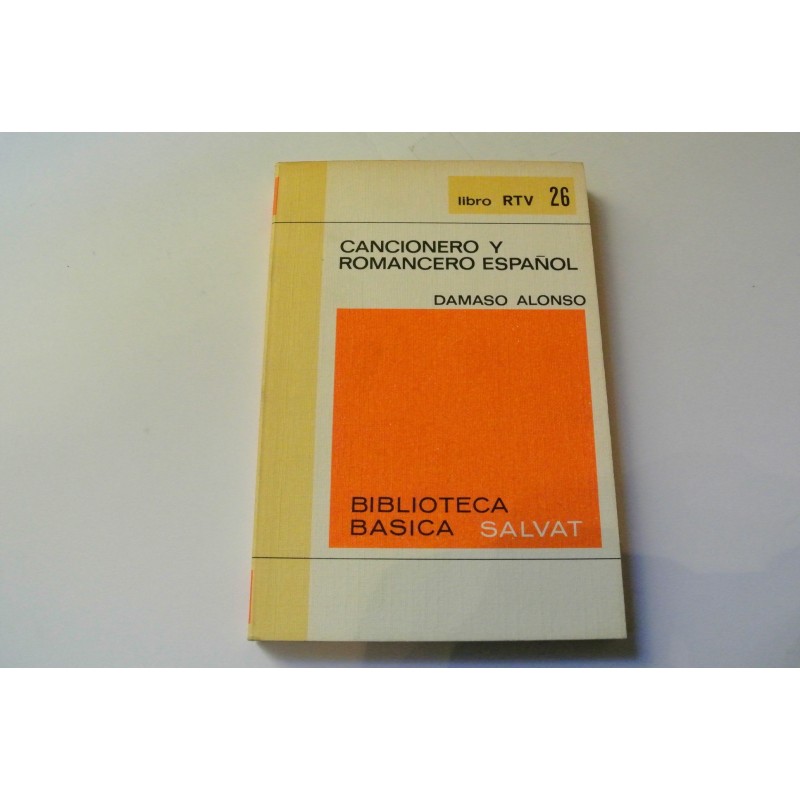 libro RTV 26
CANCIONERO Y
ROMANCERO ESPAÑOL
DAMASO ALONSO
BIBLIOTECA
BASICA SALVAT